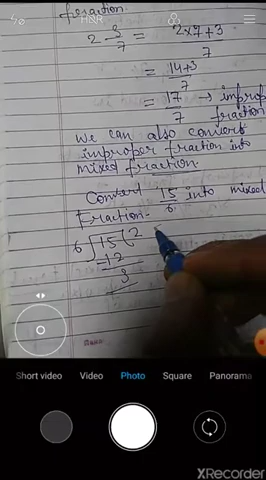 fraction.
2 3/7 = 2x7+3/7
= 14+3/7
= 17/7 → improp
fraction
we can also convert
improper fraction into
mixed fraction.
Convert 15/6 into mixed
Fraction-
6 √15 ( 2
-12
3
Short video Video Photo Square Panorama
XRecorder